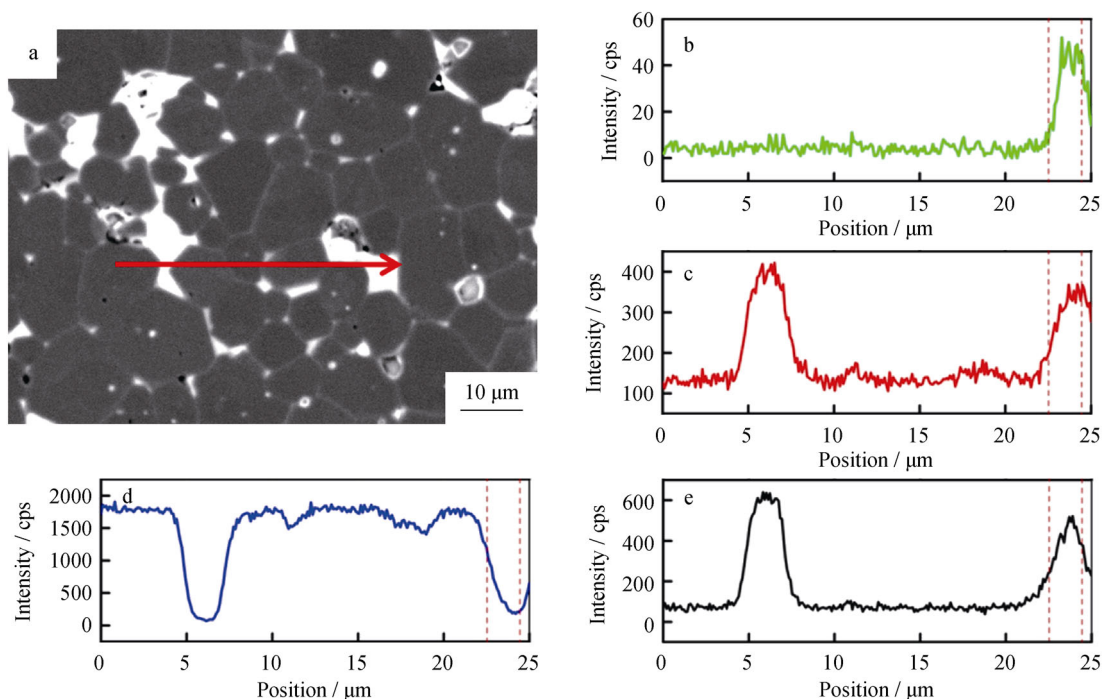 a
10 μm
b
60
40
20
0
Intensity / cps
0 5 10 15 20 25
Position / μm
c
400
300
200
100
Intensity / cps
0 5 10 15 20 25
Position / μm
d
2000
1500
1000
500
0
Intensity / cps
0 5 10 15 20 25
Position / μm
e
600
400
200
0
Intensity / cps
0 5 10 15 20 25
Position / μm